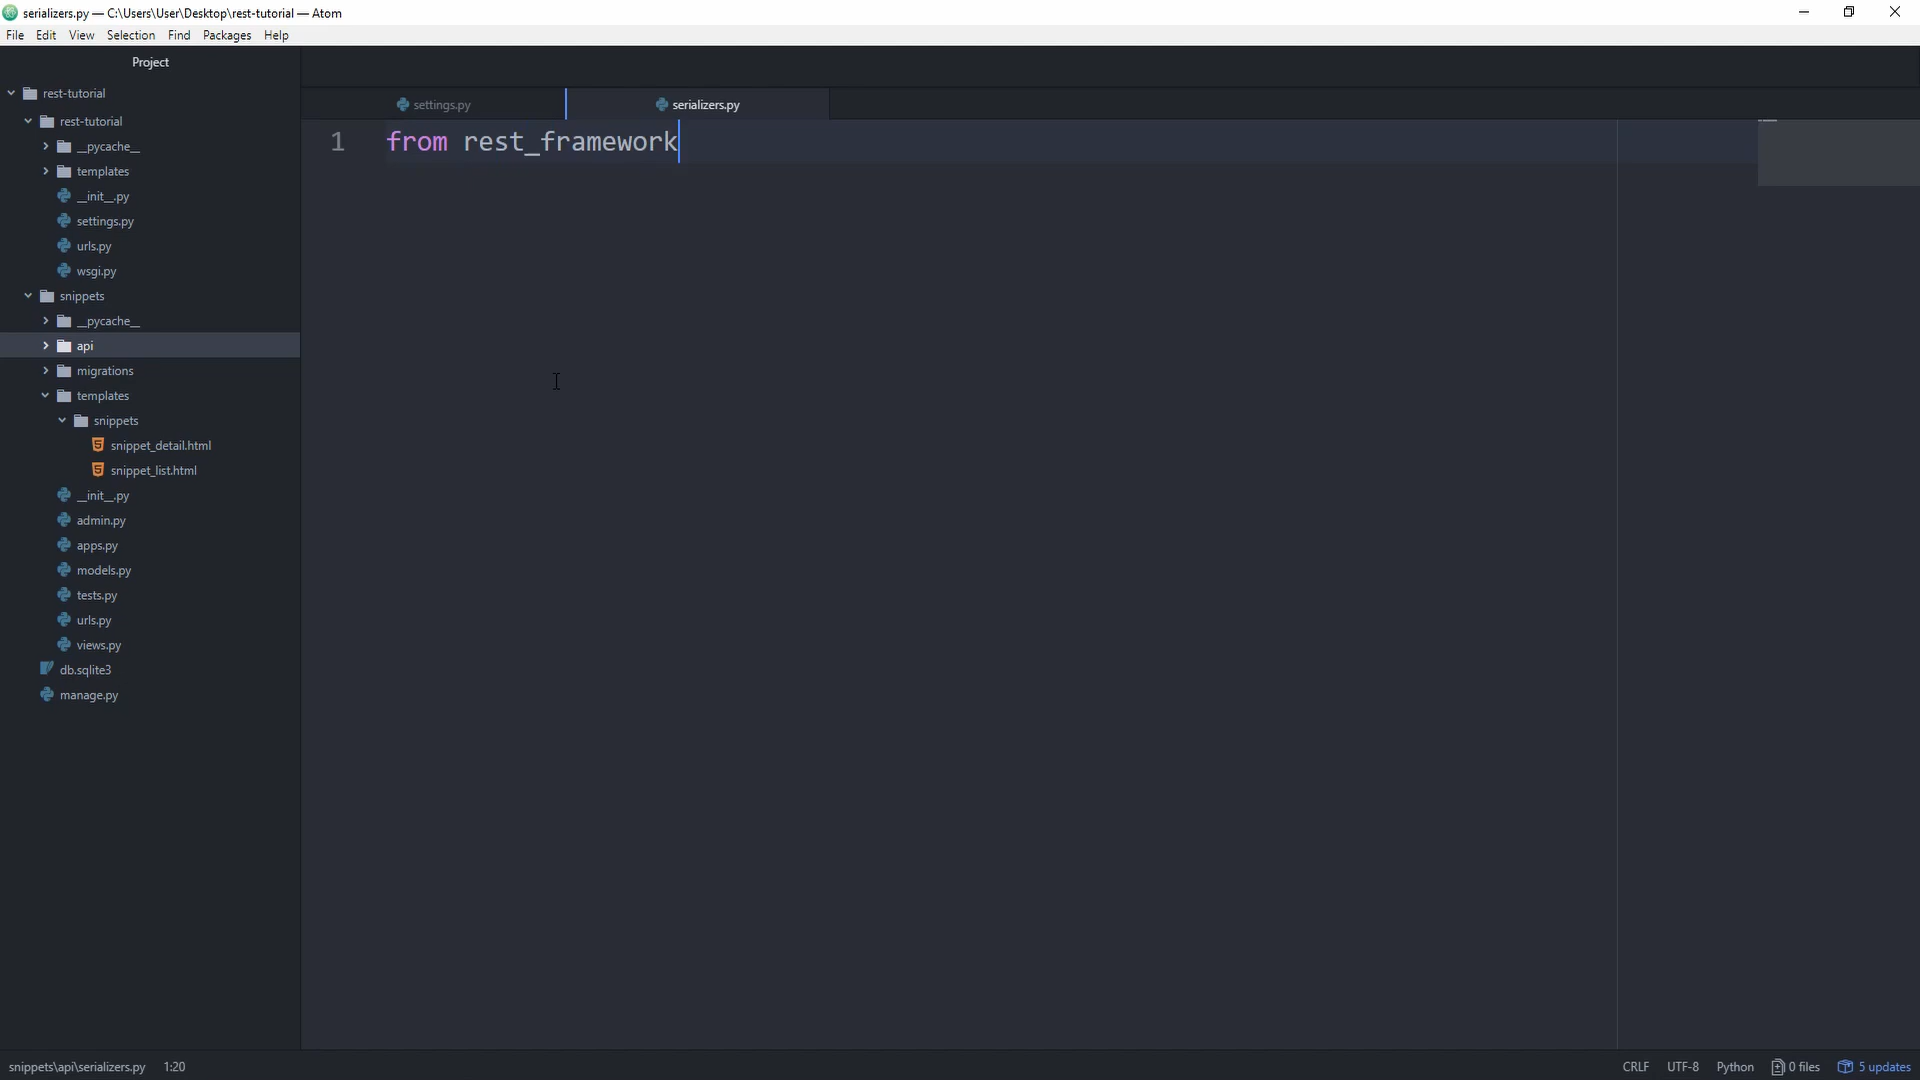 serializers.py — C:\Users\User\Desktop\rest-tutorial — Atom
File Edit View Selection Find Packages Help
Project
rest-tutorial
rest-tutorial
__pycache__
templates
__init__.py
settings.py
urls.py
wsgi.py
snippets
__pycache__
api
migrations
templates
snippets
snippet_detail.html
snippet_list.html
__init__.py
admin.py
apps.py
models.py
tests.py
urls.py
views.py
db.sqlite3
manage.py
settings.py serializers.py
1 from rest_framework
snippets\api\serializers.py 1:20 CRLF UTF-8 Python 0 files 5 updates